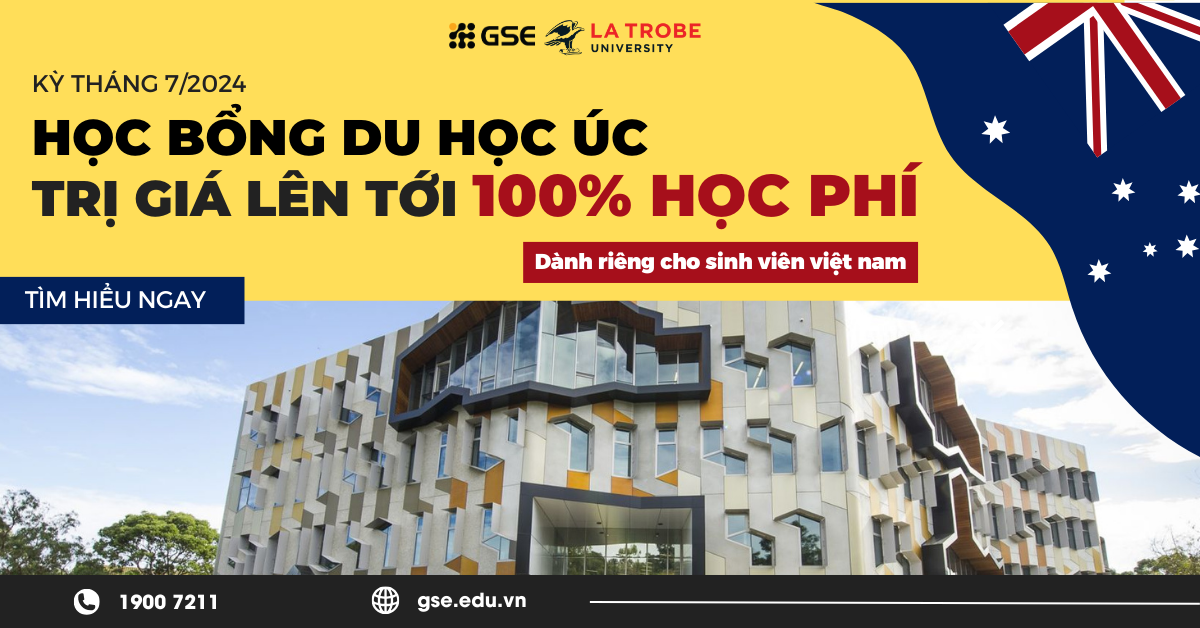 GSE LA TROBE
UNIVERSITY
KỲ THÁNG 7/2024
HỌC BỔNG DU HỌC ÚC
TRỊ GIÁ LÊN TỚI 100% HỌC PHÍ
Dành riêng cho sinh viên việt nam
TÌM HIỂU NGAY
1900 7211
gse.edu.vn